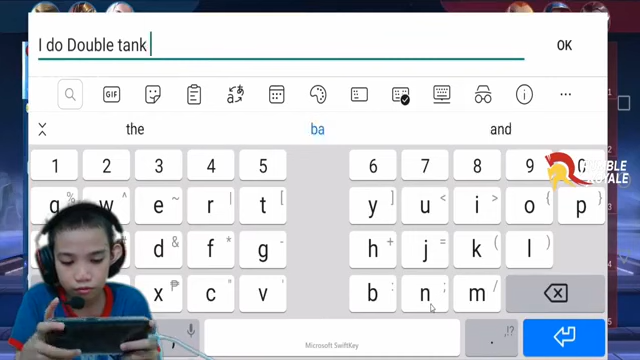 I do Double tank
OK
GIF
the ba and
1 2 3 4 5 6 7 8 9
q % w ^ e ~ r | t [ y ] u < i > o { p }
d & f * g - h + j = k ( l )
x ₱ c v b : n ; m /
, Microsoft SwiftKey . ,!?
ROYALE